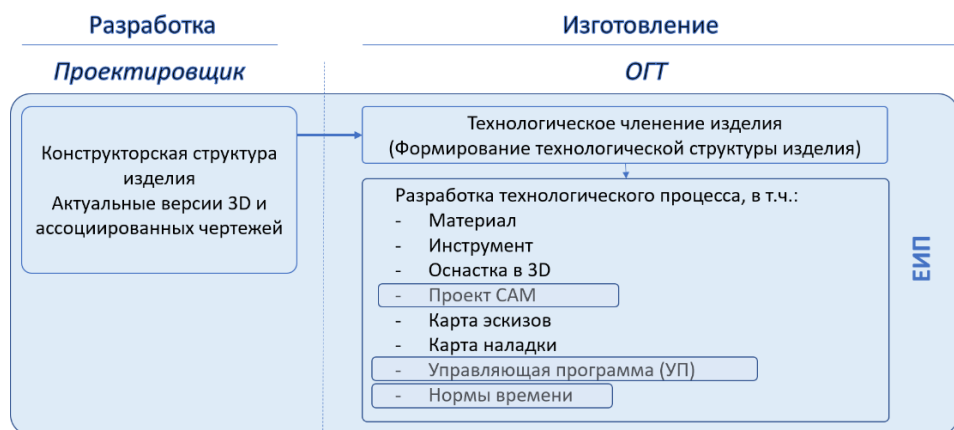 Разработка
Изготовление
Проектировщик
ОГТ
Конструкторская структура
изделия
Актуальные версии 3D и
ассоциированных чертежей
Технологическое членение изделия
(Формирование технологической структуры изделия)
Разработка технологического процесса, в т.ч.:
- Материал
- Инструмент
- Оснастка в 3D
- Проект САМ
- Карта эскизов
- Карта наладки
- Управляющая программа (УП)
- Нормы времени
ЕИП